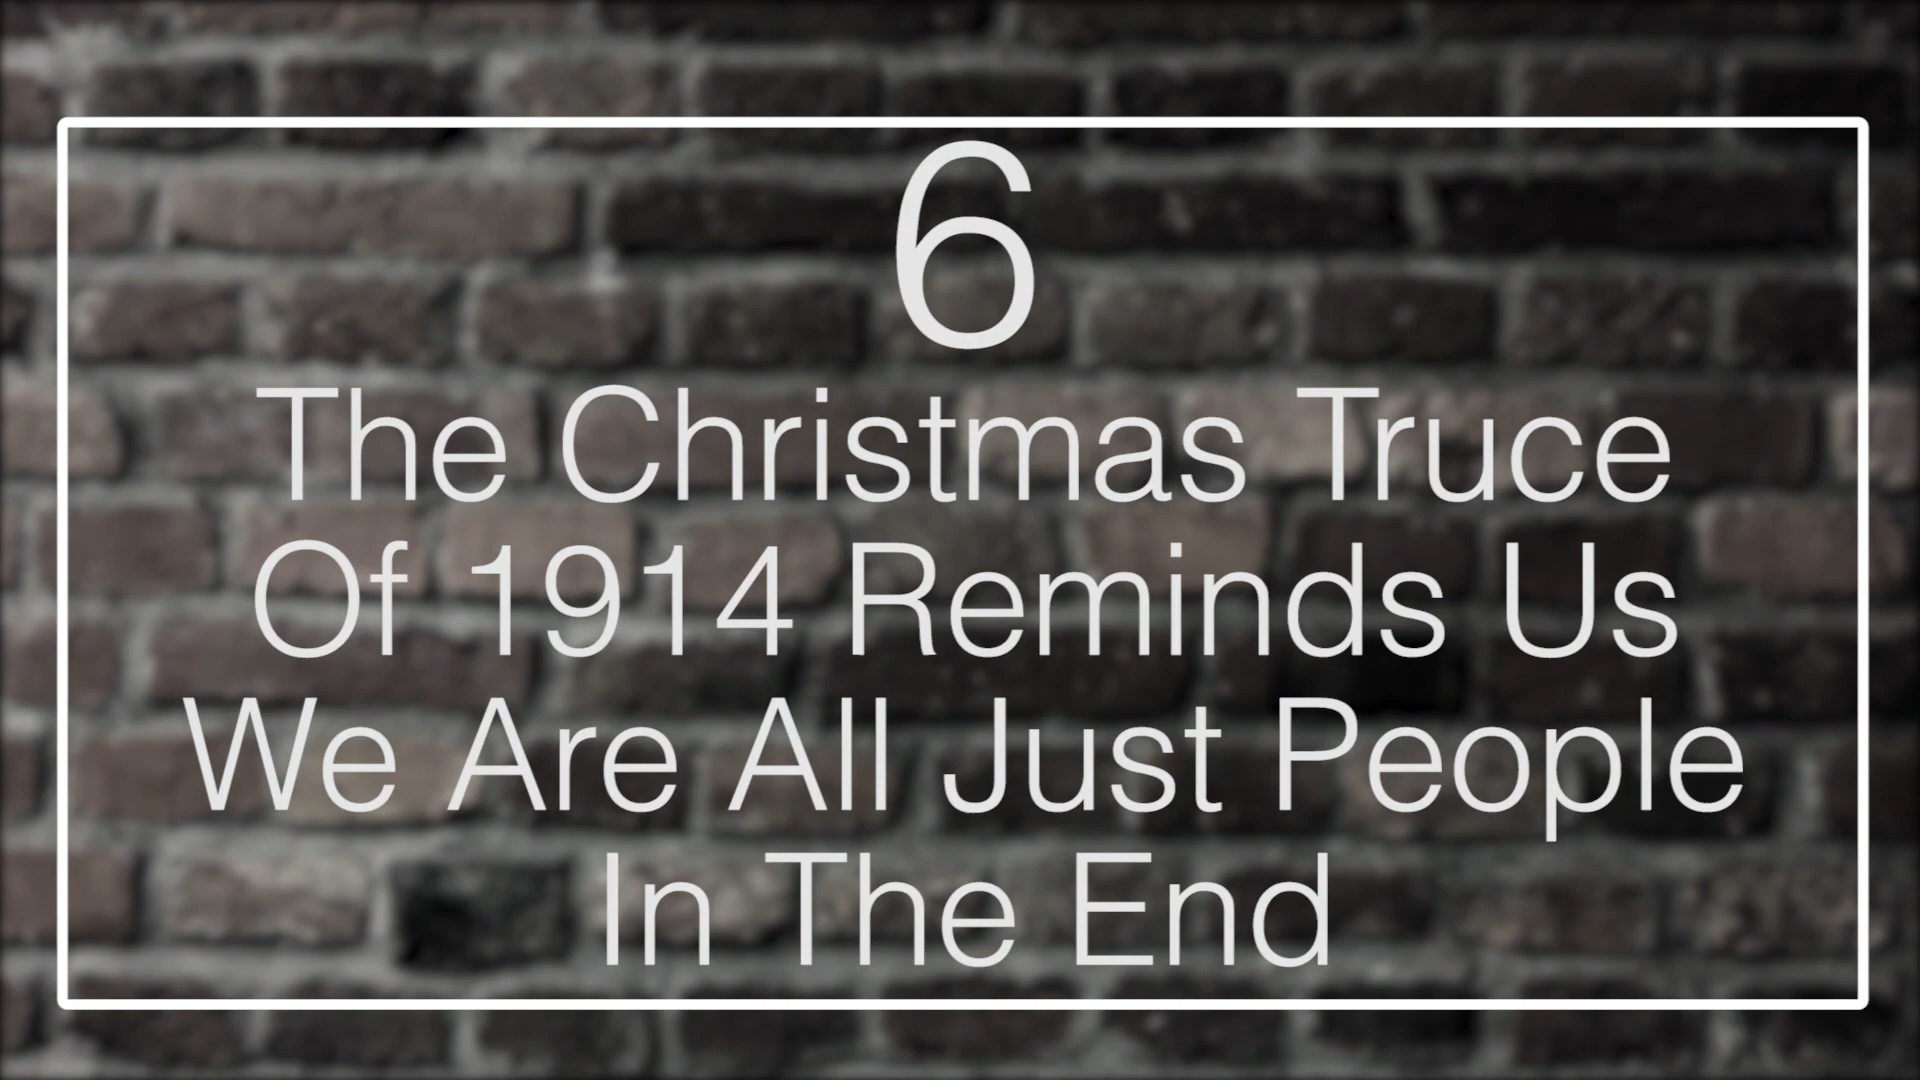 6
The Christmas Truce
Of 1914 Reminds Us
We Are All Just People
In The End